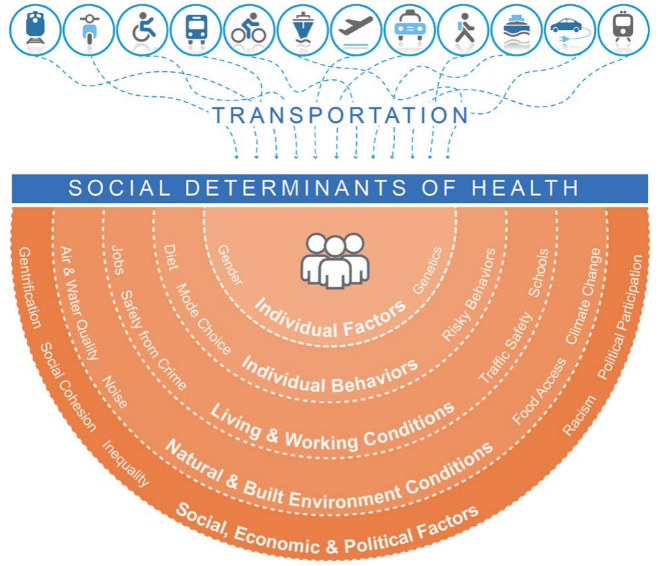 TRANSPORTATION
SOCIAL DETERMINANTS OF HEALTH
Gender
Genetics
Individual Factors
Diet
Mode Choice
Risky Behaviors
Individual Behaviors
Jobs
Safety from Crime
Traffic Safety
Schools
Living & Working Conditions
Air & Water Quality
Noise
Food Access
Climate Change
Natural & Built Environment Conditions
Gentrification
Social Cohesion
Inequality
Racism
Political Participation
Social, Economic & Political Factors